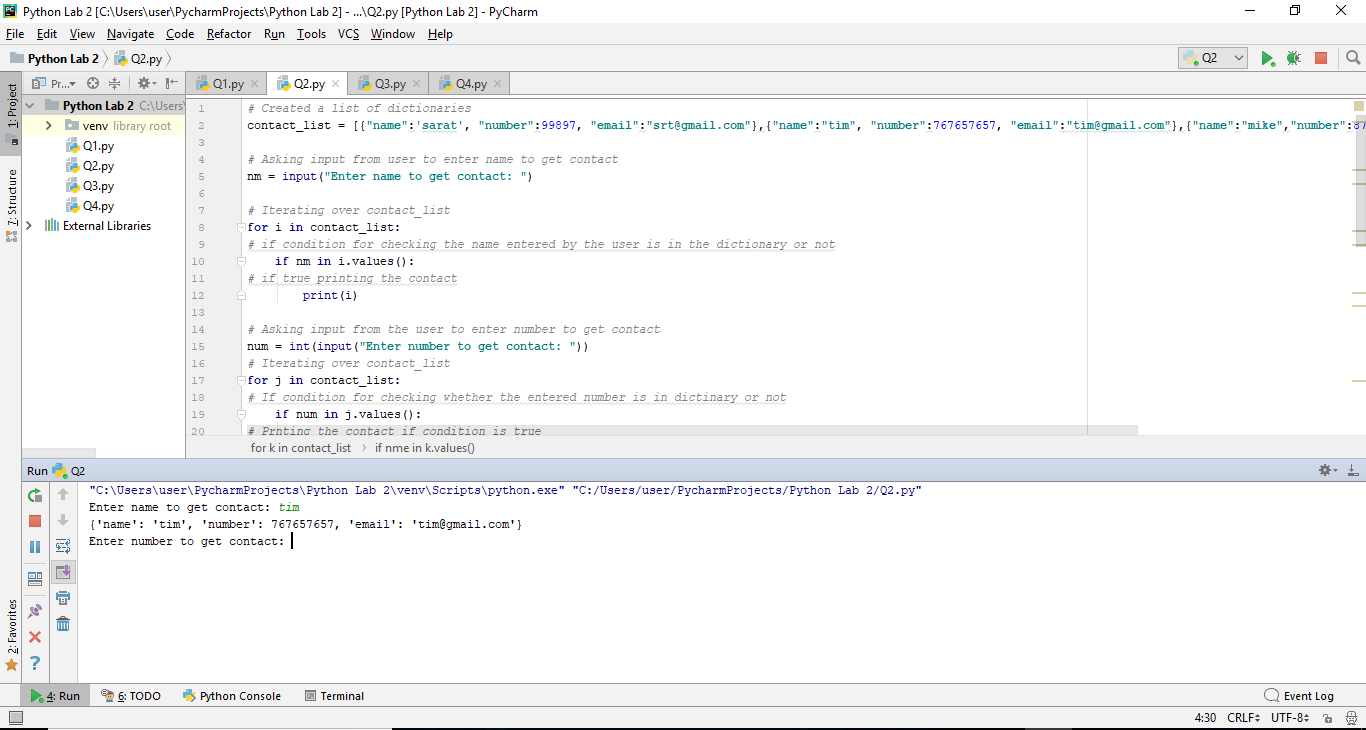 Python Lab 2 [C:\Users\user\PycharmProjects\Python Lab 2] - ...\Q2.py [Python Lab 2] - PyCharm
File Edit View Navigate Code Refactor Run Tools VCS Window Help
Python Lab 2 Q2.py Q2
1: Project
Pr...
Q1.py Q2.py Q3.py Q4.py
Python Lab 2 C:\Users\
venv library root
Q1.py
Q2.py
Q3.py
Q4.py
External Libraries
7: Structure
1 # Created a list of dictionaries
2 contact_list = [{"name":'sarat', "number":99897, "email":"srt@gmail.com"},{"name":"tim", "number":767657657, "email":"tim@gmail.com"},{"name":"mike","number":87
3
4 # Asking input from user to enter name to get contact
5 nm = input("Enter name to get contact: ")
6
7 # Iterating over contact_list
8 for i in contact_list:
9 # if condition for checking the name entered by the user is in the dictionary or not
10 if nm in i.values():
11 # if true printing the contact
12 print(i)
13
14 # Asking input from the user to enter number to get contact
15 num = int(input("Enter number to get contact: "))
16 # Iterating over contact_list
17 for j in contact_list:
18 # If condition for checking whether the entered number is in dictinary or not
19 if num in j.values():
20 # Prnting the contact if condition is true
for k in contact_list if nme in k.values()
Run Q2
"C:\Users\user\PycharmProjects\Python Lab 2\venv\Scripts\python.exe" "C:/Users/user/PycharmProjects/Python Lab 2/Q2.py"
Enter name to get contact: tim
{'name': 'tim', 'number': 767657657, 'email': 'tim@gmail.com'}
Enter number to get contact:
2: Favorites
4: Run 6: TODO Python Console Terminal Event Log
4:30 CRLF UTF-8